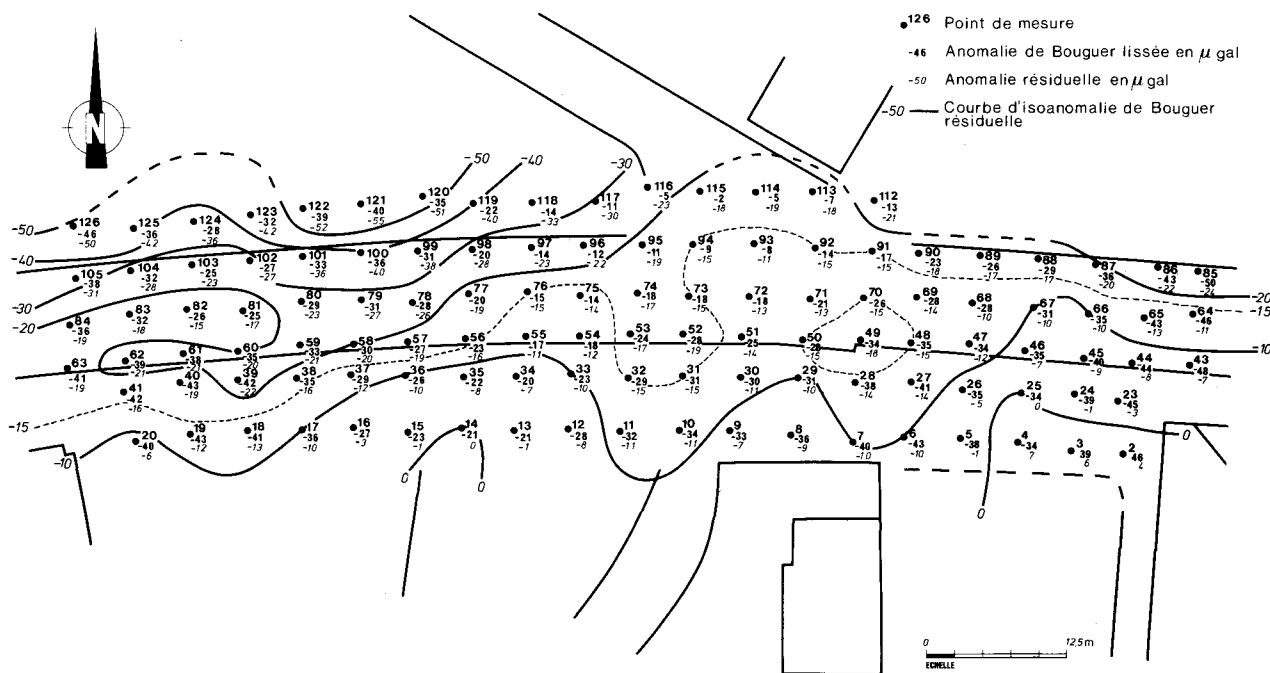 126 Point de mesure
-46 Anomalie de Bouguer lissée en μ gal
-50 Anomalie résiduelle en μ gal
-50 Courbe d'isoanomalie de Bouguer
résiduelle
N
-50
-40
-30
120 -35 -51
121 -40 -55
122 -39 -52
123 -32 -42
124 -28 -36
125 -36 -42
126 -46 -50
119 -22 -40
118 -14 -33
117 -11 -30
116 -5 -23
115 -2 -18
114 -5 -19
113 -7 -18
112 -13 -21
-50
-40
-30
-20
105 -38 -31
104 -32 -28
103 -25 -23
102 -27 -27
101 -33 -36
100 -36 -40
99 -31 -38
98 -20 -28
97 -14 -23
96 -12 -22
95 -11 -19
94 -9 -15
93 -8 -11
92 -14 -15
91 -17 -15
90 -23 -18
89 -26 -17
88 -29 -17
87 -36 -20
86 -43 -22
85 -50 -24
-20
-15
84 -36 -19
83 -32 -18
82 -26 -15
81 -25 -17
80 -29 -23
79 -31 -27
78 -28 -26
77 -20 -19
76 -15 -15
75 -14 -14
74 -18 -17
73 -18 -15
72 -18 -13
71 -21 -13
70 -26 -15
69 -28 -14
68 -28 -10
67 -31 -10
66 -35 -10
65 -43 -13
64 -46 -11
-10
63 -41 -19
62 -39 -21
61 -38 -21
60 -35
59 -33 -21
58 -30 -20
57 -27 -19
56 -23 -16
55 -17 -11
54 -18 -12
53 -24 -17
52 -28 -19
51 -25 -14
50 -28 -15
49 -34 -18
48 -35 -15
47 -34 -12
46 -35 -7
45 -40 -9
44 -44 -8
43 -48 -7
41 -42 -16
40 -43 -19
39 -42 -22
38 -35 -16
37 -29 -12
36 -26 -10
35 -22 -8
34 -20 -7
33 -23 -10
32 -29 -15
31 -31 -15
30 -30 -11
29 -31 -10
28 -38 -14
27 -41 -14
26 -35 -5
25 -34 0
24 -39 -1
23 -45 -3
-15
-10
20 -40 -6
19 -43 -12
18 -41 -13
17 -36 -10
16 -27 -3
15 -23 -1
14 -21 0
13 -21 -1
12 -28 -8
11 -32 -11
10 -34 -11
9 -33 -7
8 -36 -9
7 -40 -10
6 -43 -10
5 -38 -1
4 -34 7
3 39 6
2 46 4
0
0
0
0
0 12,5m
ECHELLE